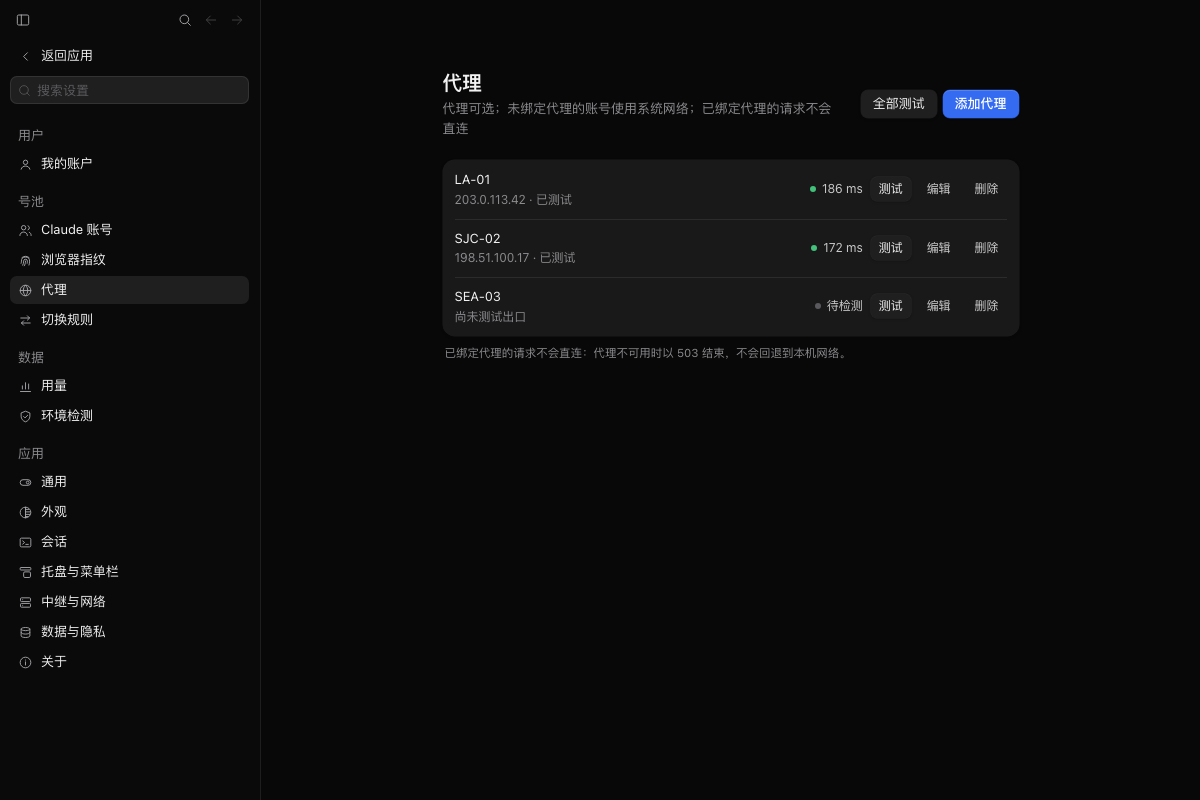 返回应用
搜索设置
用户
我的账户
号池
Claude 账号
浏览器指纹
代理
切换规则
数据
用量
环境检测
应用
通用
外观
会话
托盘与菜单栏
中继与网络
数据与隐私
关于
代理
代理可选；未绑定代理的账号使用系统网络；已绑定代理的请求不会
直连
全部测试
添加代理
LA-01
203.0.113.42 · 已测试
186 ms
测试
编辑
删除
SJC-02
198.51.100.17 · 已测试
172 ms
测试
编辑
删除
SEA-03
尚未测试出口
待检测
测试
编辑
删除
已绑定代理的请求不会直连：代理不可用时以 503 结束，不会回退到本机网络。